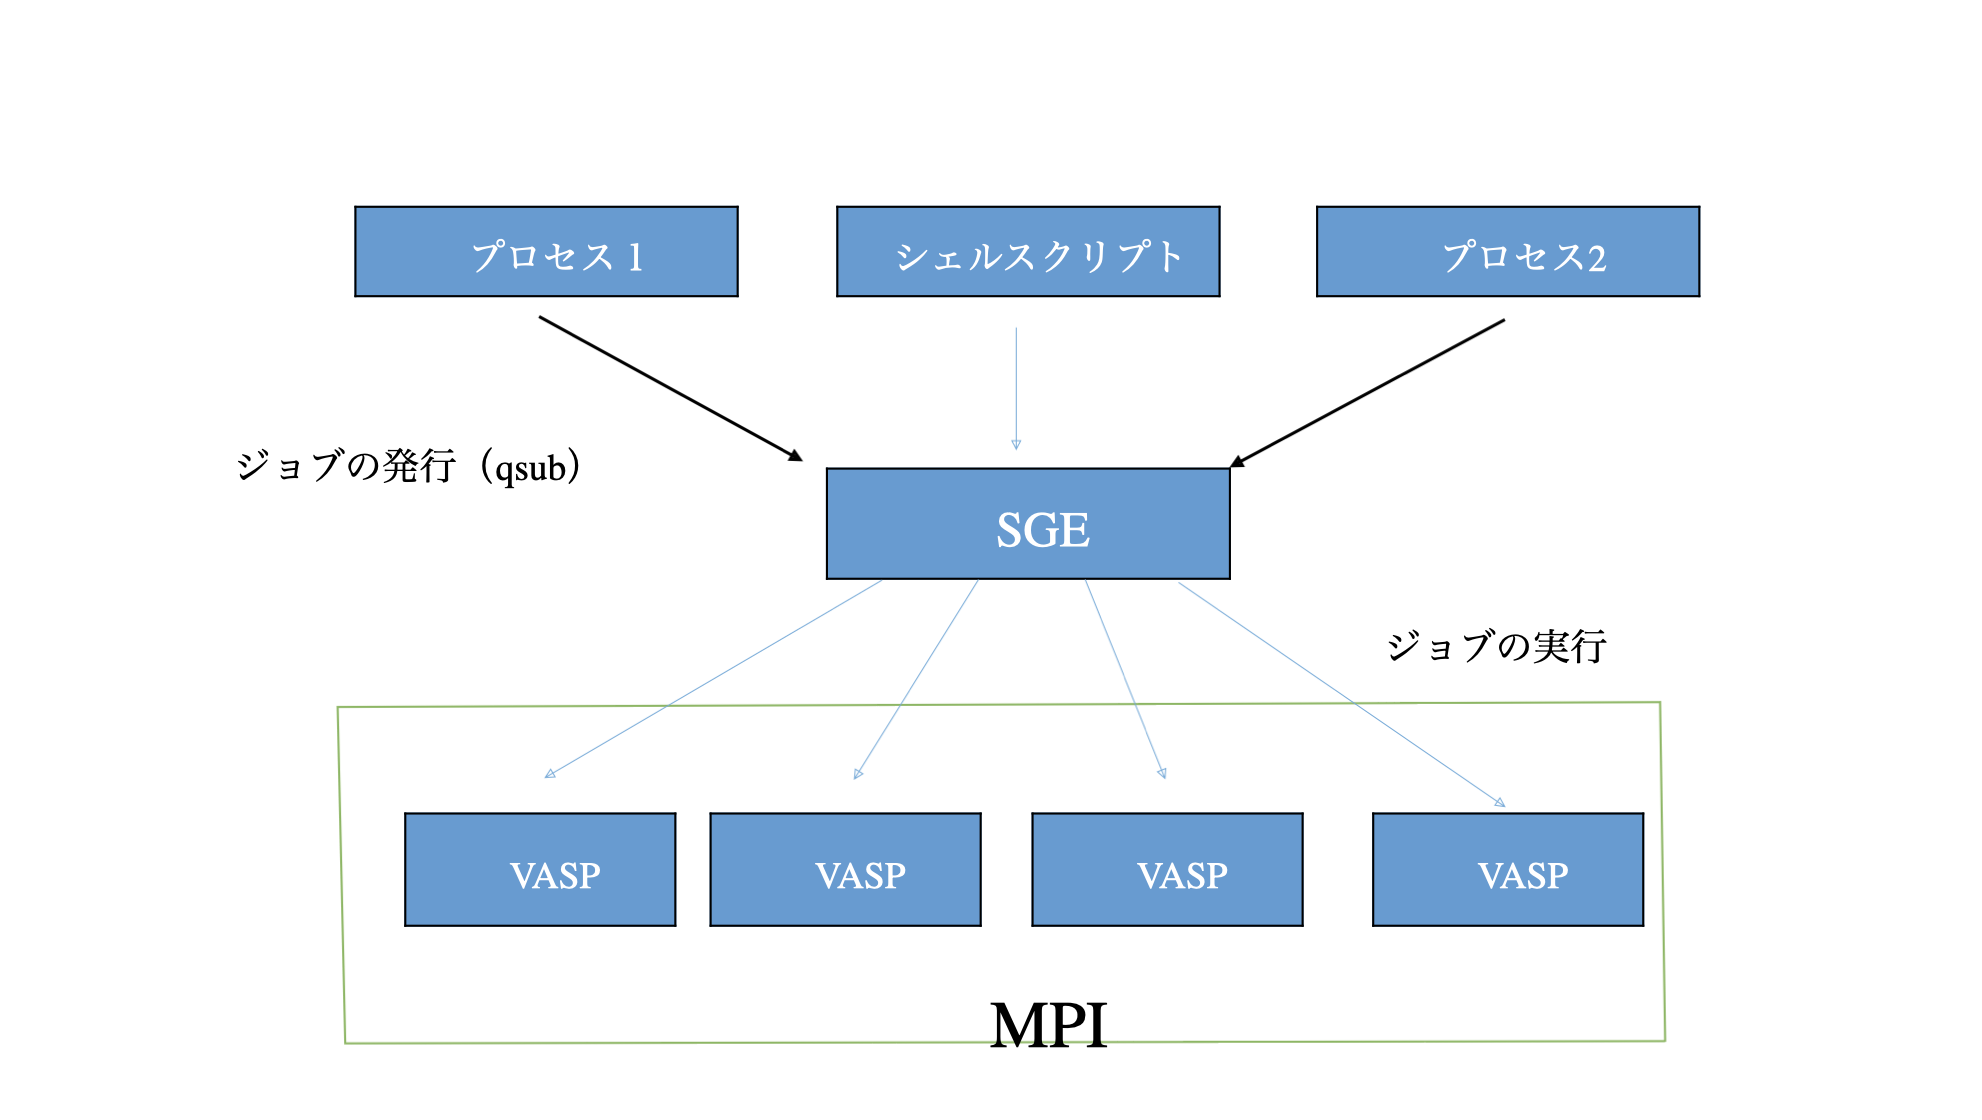 プロセス１
シェルスクリプト
プロセス2
ジョブの発行（qsub）
SGE
ジョブの実行
VASP
VASP
VASP
VASP
MPI